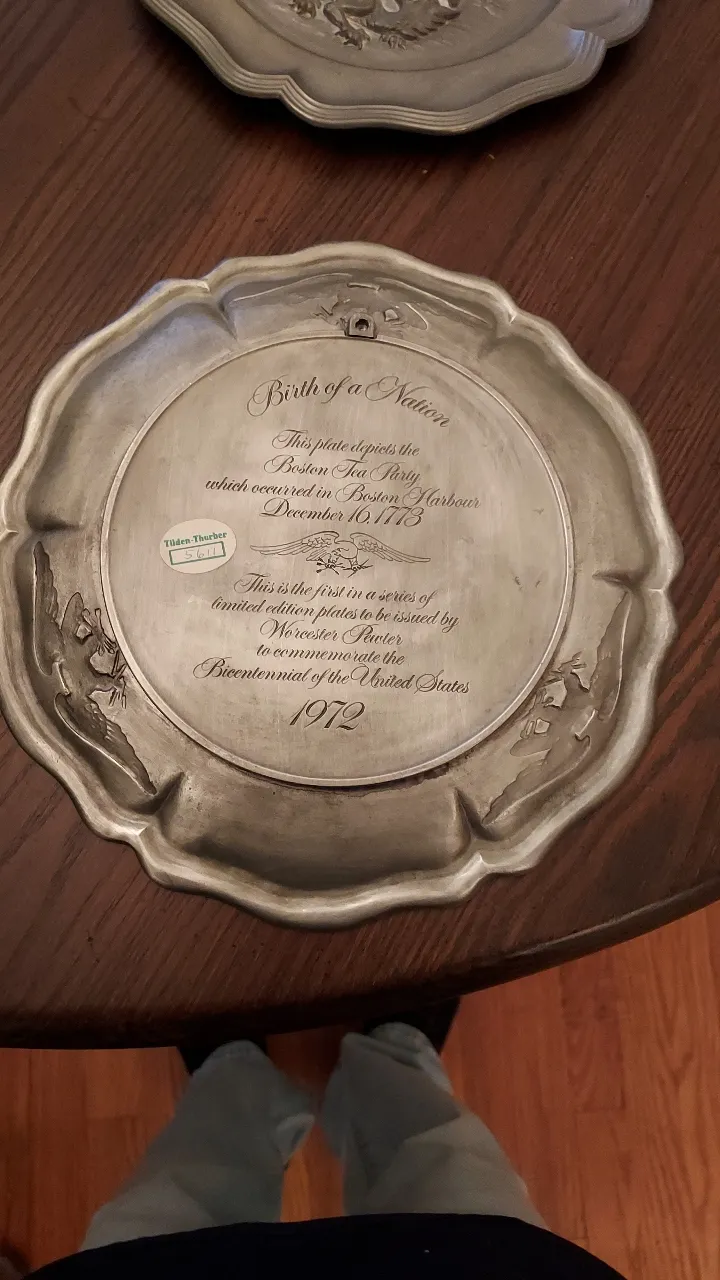 Birth of a Nation
This plate depicts the
Boston Tea Party
which occurred in Boston Harbour
December 16, 1773
Tilden-Thurber
5611
This is the first in a series of
limited edition plates to be issued by
Worcester Pewter
to commemorate the
Bicentennial of the United States
1972